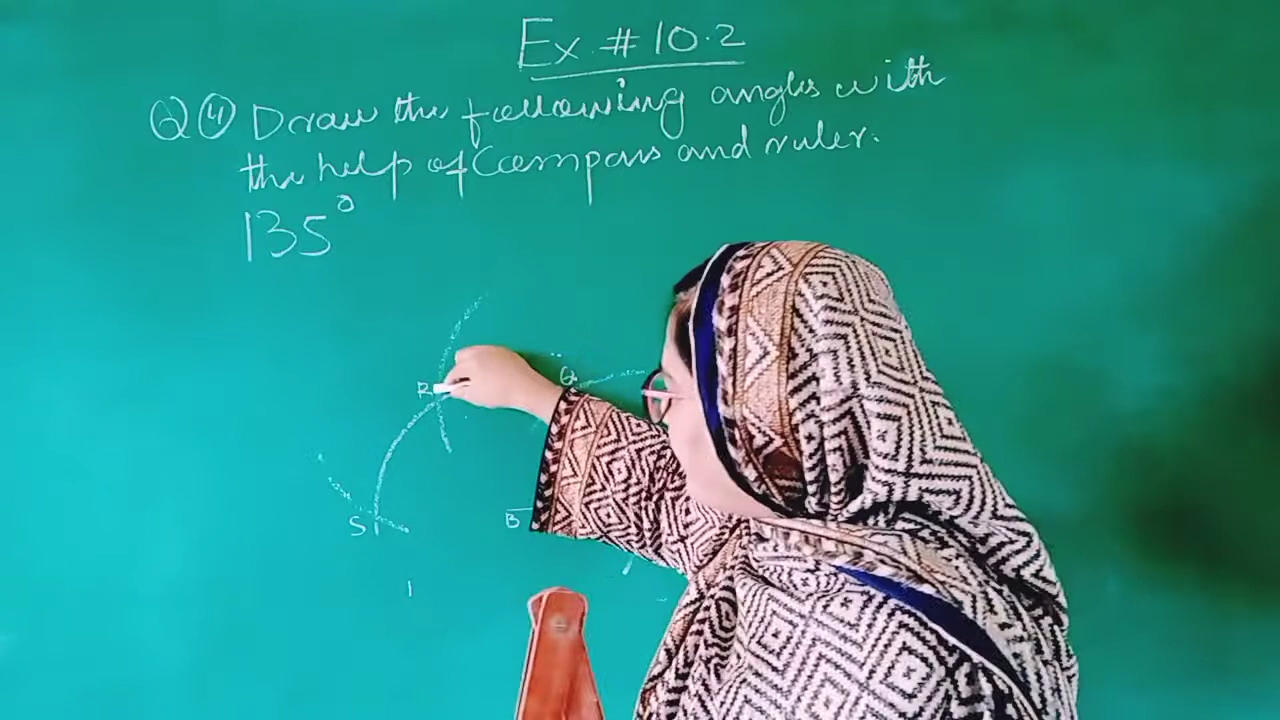 Ex # 10.2
Q④ Draw the following angles with
the help of Compass and ruler.
135°
R
Q
S
B